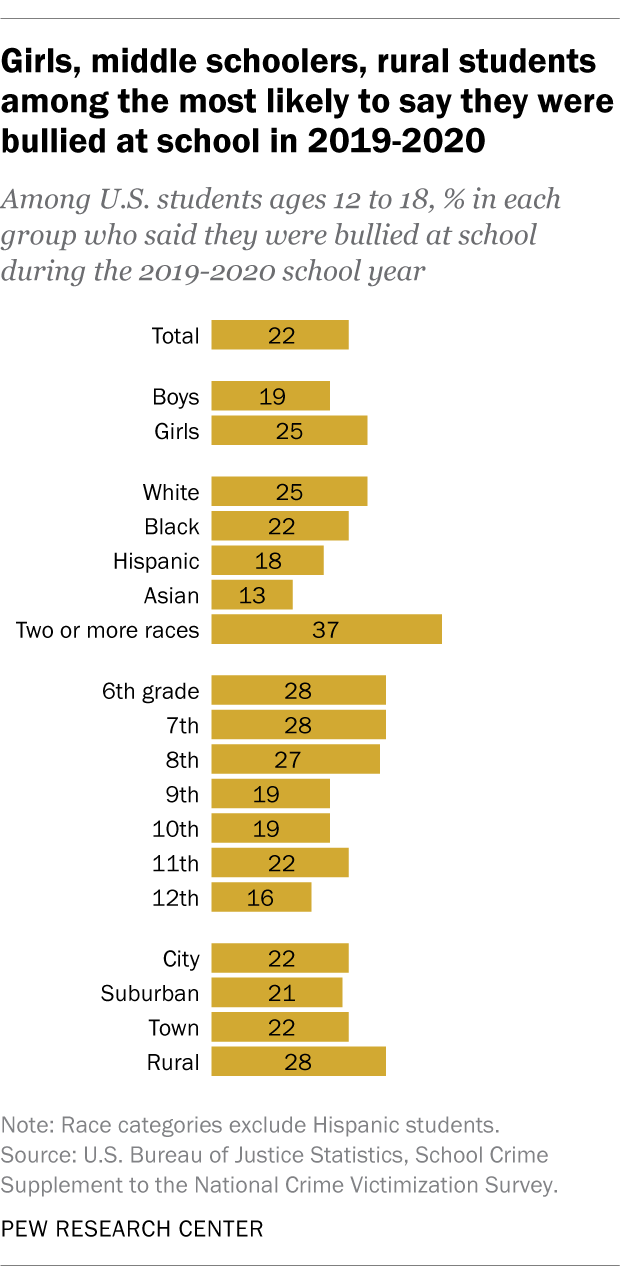 Girls, middle schoolers, rural students
among the most likely to say they were
bullied at school in 2019-2020
Among U.S. students ages 12 to 18, % in each
group who said they were bullied at school
during the 2019-2020 school year
Total 22
Boys 19
Girls 25
White 25
Black 22
Hispanic 18
Asian 13
Two or more races 37
6th grade 28
7th 28
8th 27
9th 19
10th 19
11th 22
12th 16
City 22
Suburban 21
Town 22
Rural 28
Note: Race categories exclude Hispanic students.
Source: U.S. Bureau of Justice Statistics, School Crime
Supplement to the National Crime Victimization Survey.
PEW RESEARCH CENTER